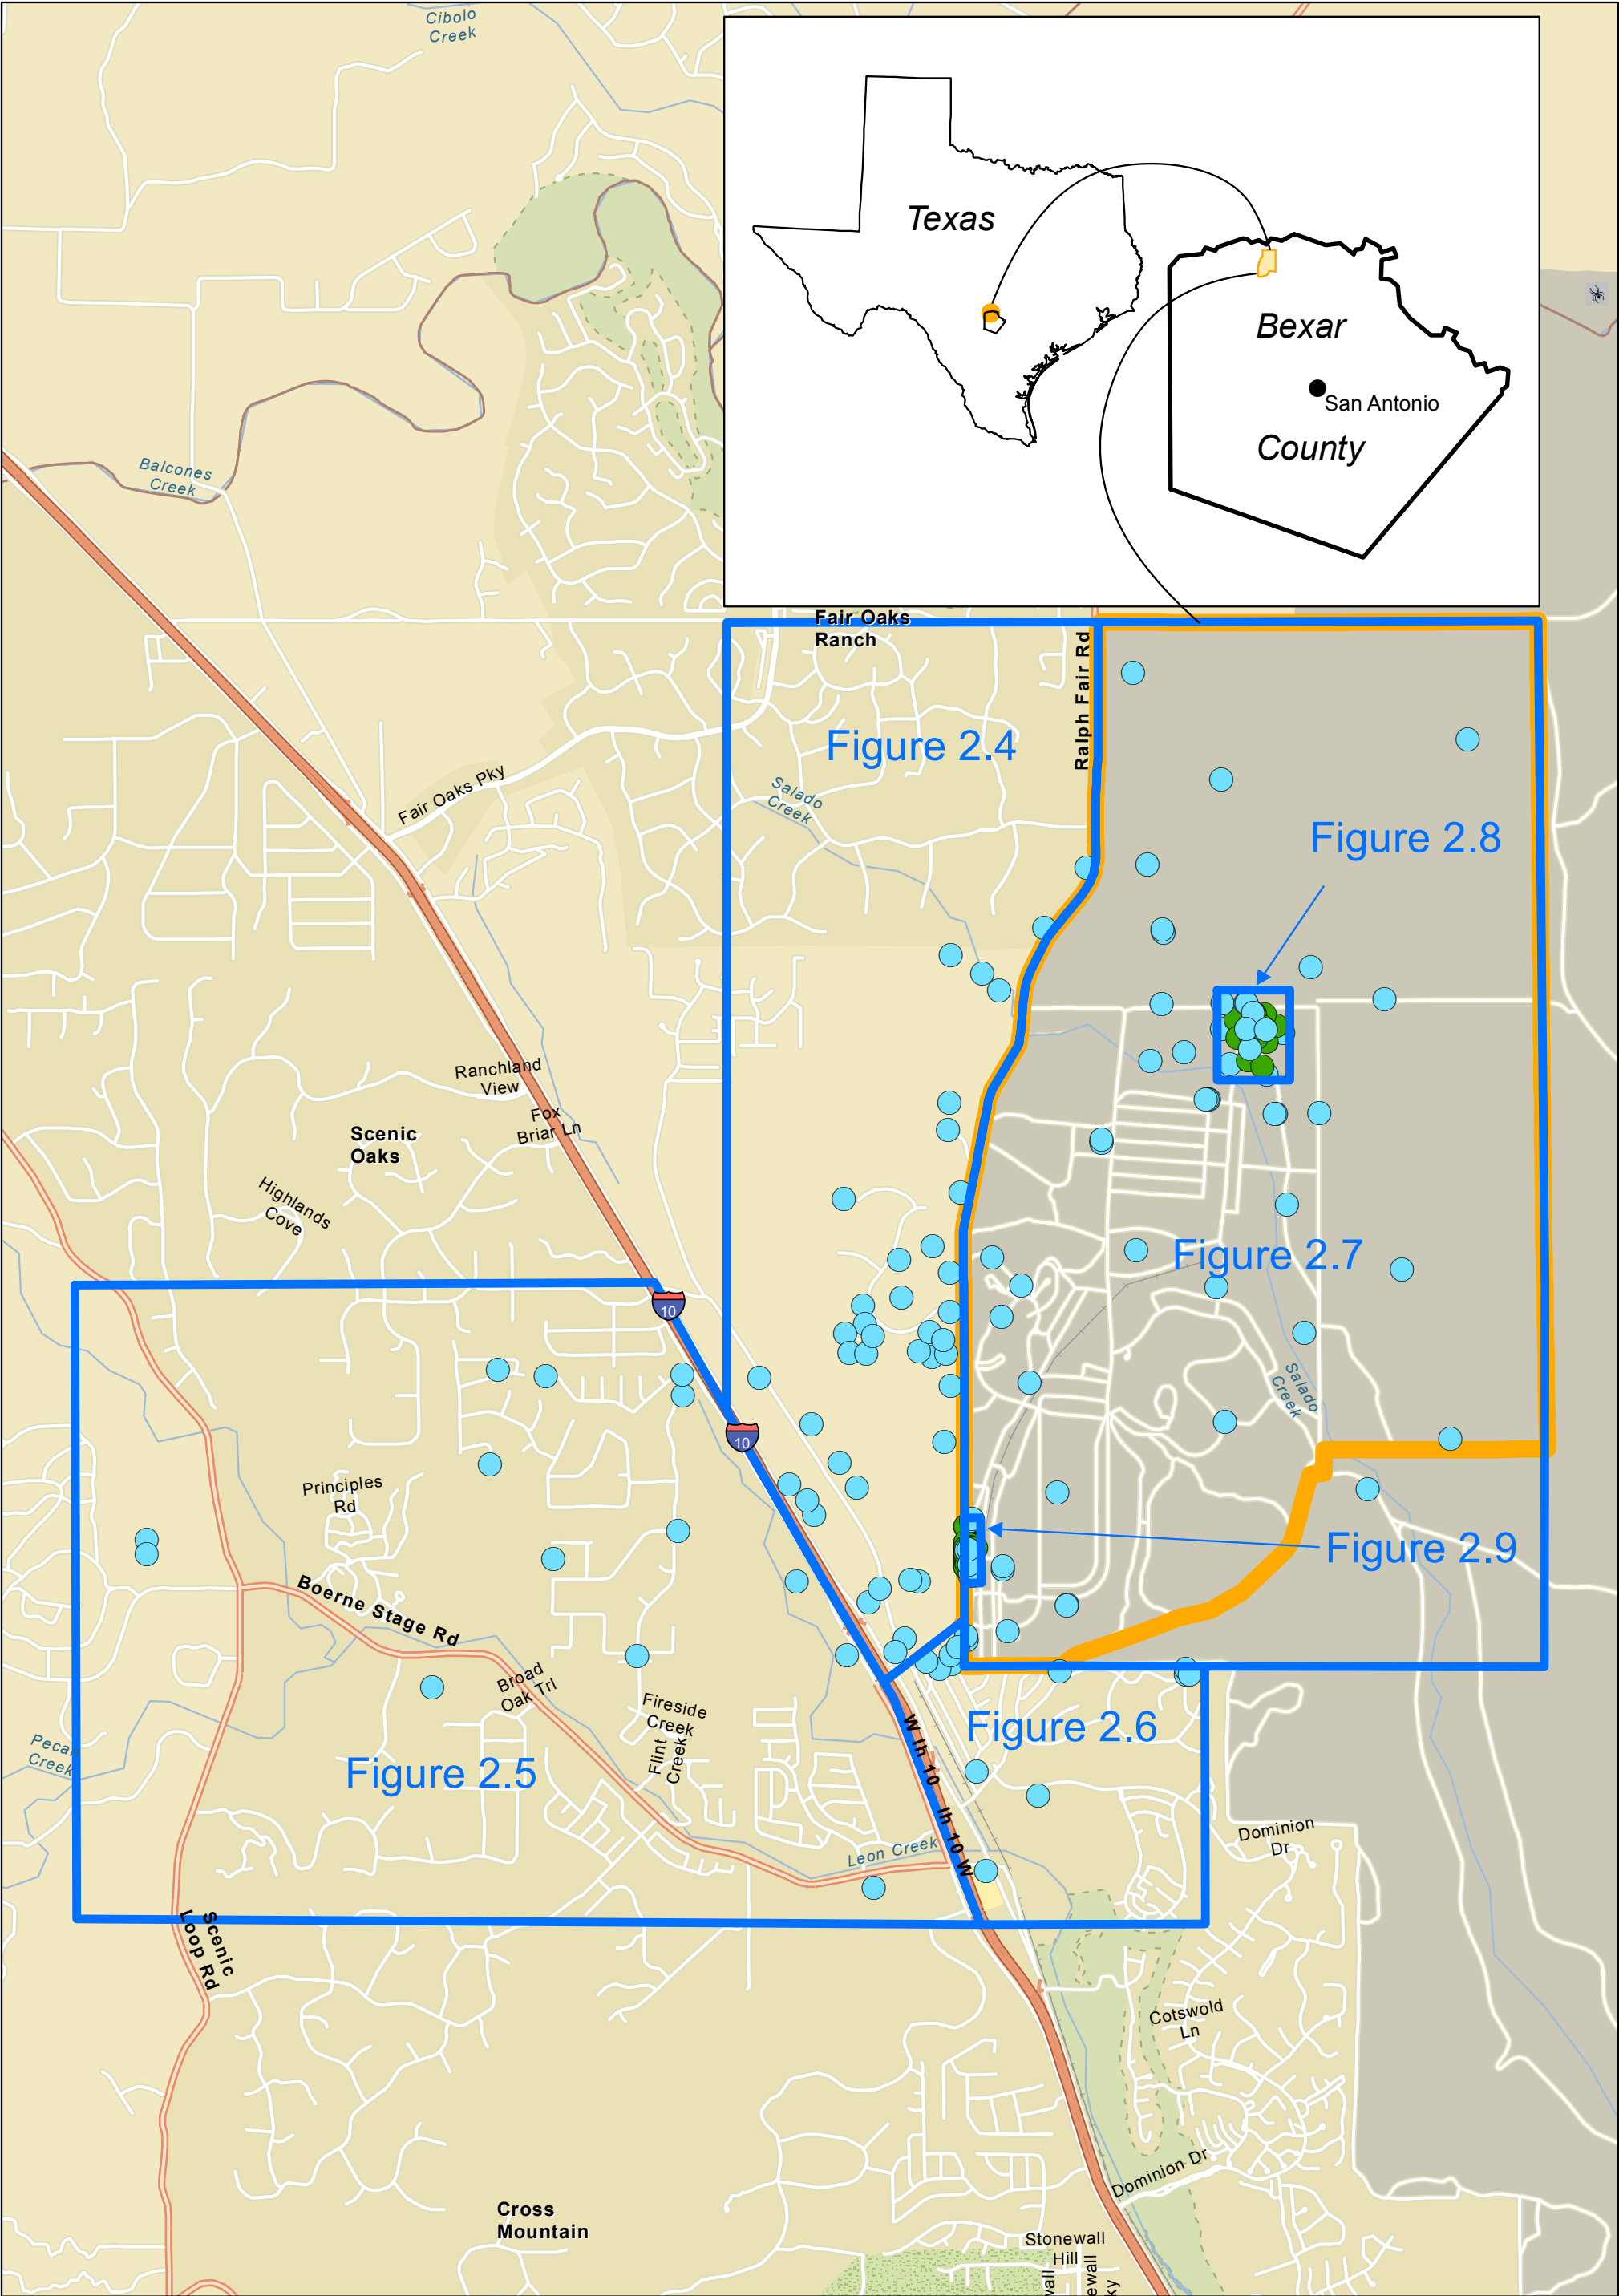 Cibolo
Creek
Texas
Bexar
San Antonio
County
Balcones
Creek
Fair Oaks
Ranch
Ralph Fair Rd
Figure 2.4
Fair Oaks Pky
Salado
Creek
Figure 2.8
Ranchland
View
Fox
Briar Ln
Scenic
Oaks
Highlands
Cove
Figure 2.7
10
Salado
Creek
10
Principles
Rd
Figure 2.9
Boerne Stage Rd
Broad
Oak Trl
Fireside
Creek
Flint
Creek
Figure 2.6
W Ih 10
Pecan
Creek
Figure 2.5
Ih 10 W
Leon Creek
Dominion
Dr
Scenic
Loop Rd
Cotswold
Ln
Dominion Dr
Cross
Mountain
Stonewall
Hill
wall
ewall
ky